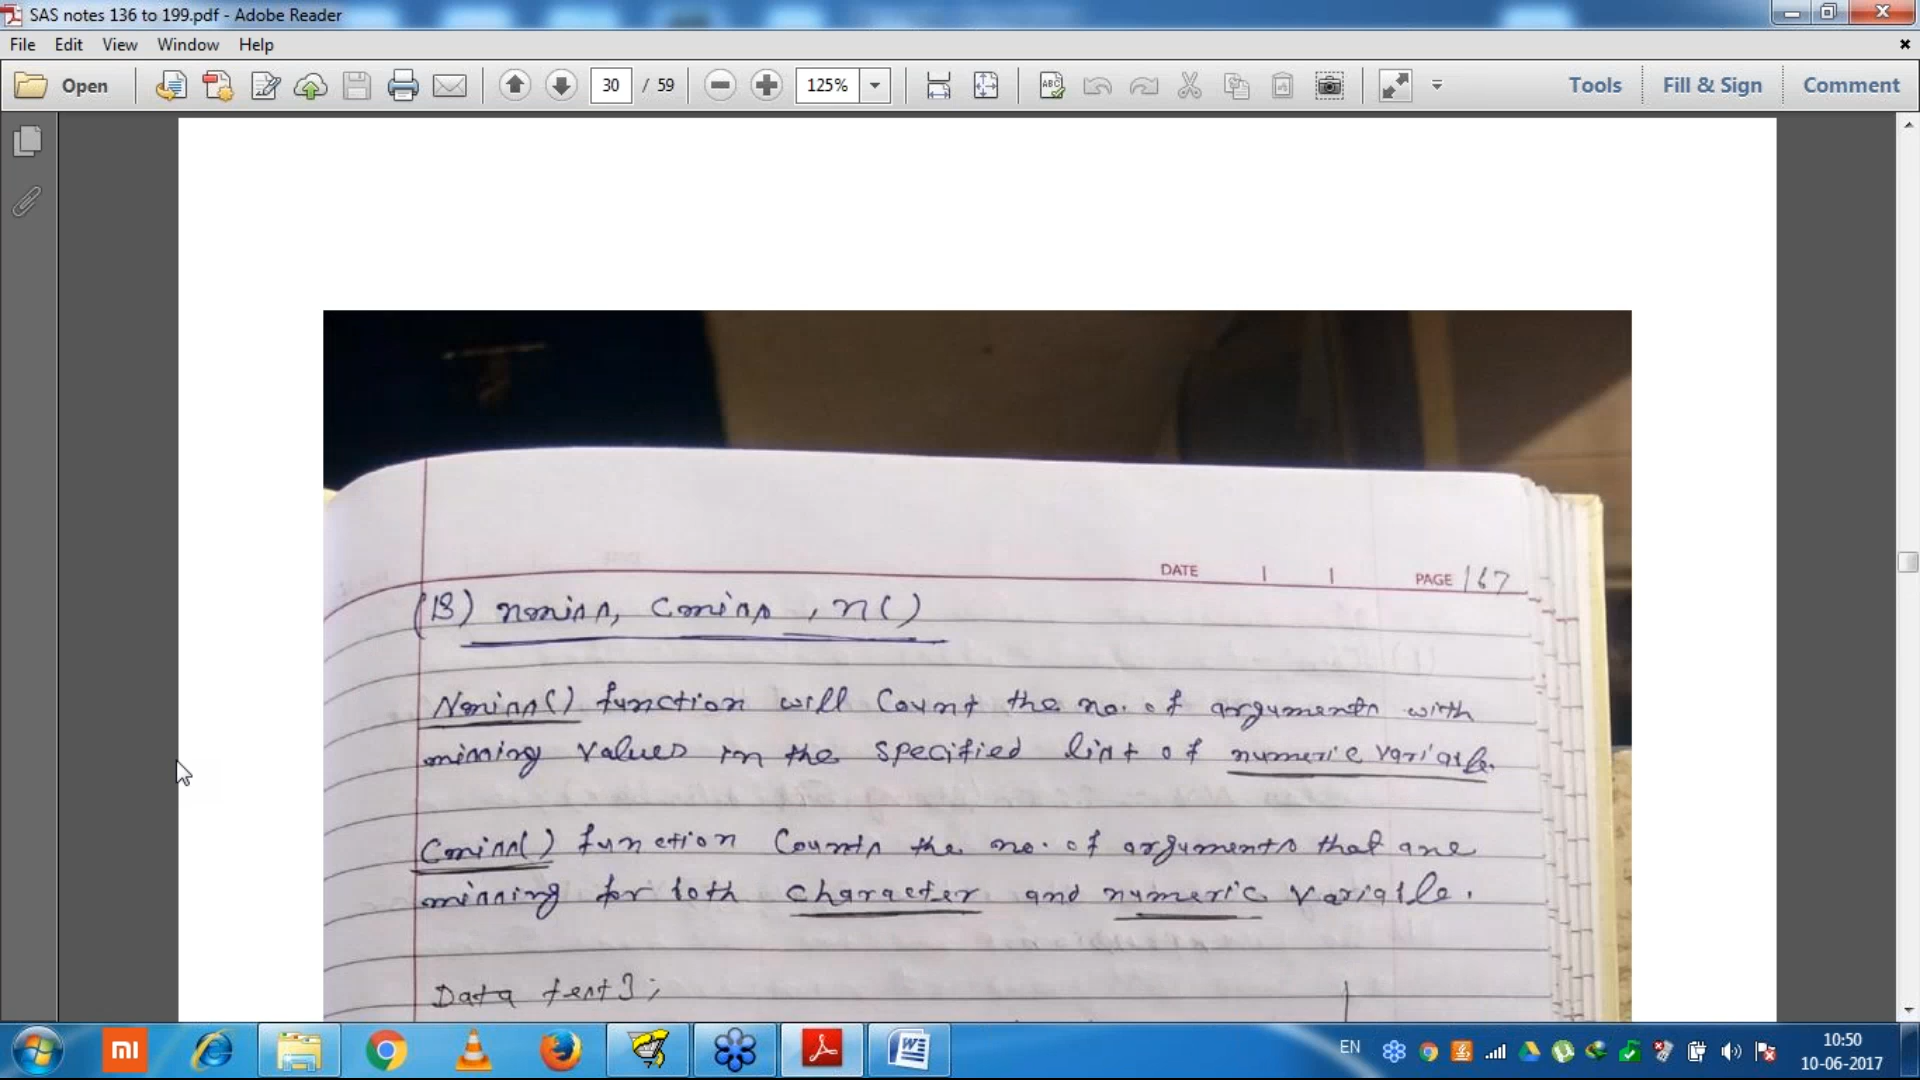 SAS notes 136 to 199.pdf - Adobe Reader
File Edit View Window Help
Open 30 / 59 125% Tools Fill & Sign Comment
DATE PAGE 167
(18) nmiss, Cmiss , n()
Nmiss() function will Count the no. of arguments with
missing values in the specified list of numeric variable.
Cmiss() function Counts the no. of arguments that are
missing for both character and numeric variable.
Data test3;
mi EN 10:50
10-06-2017